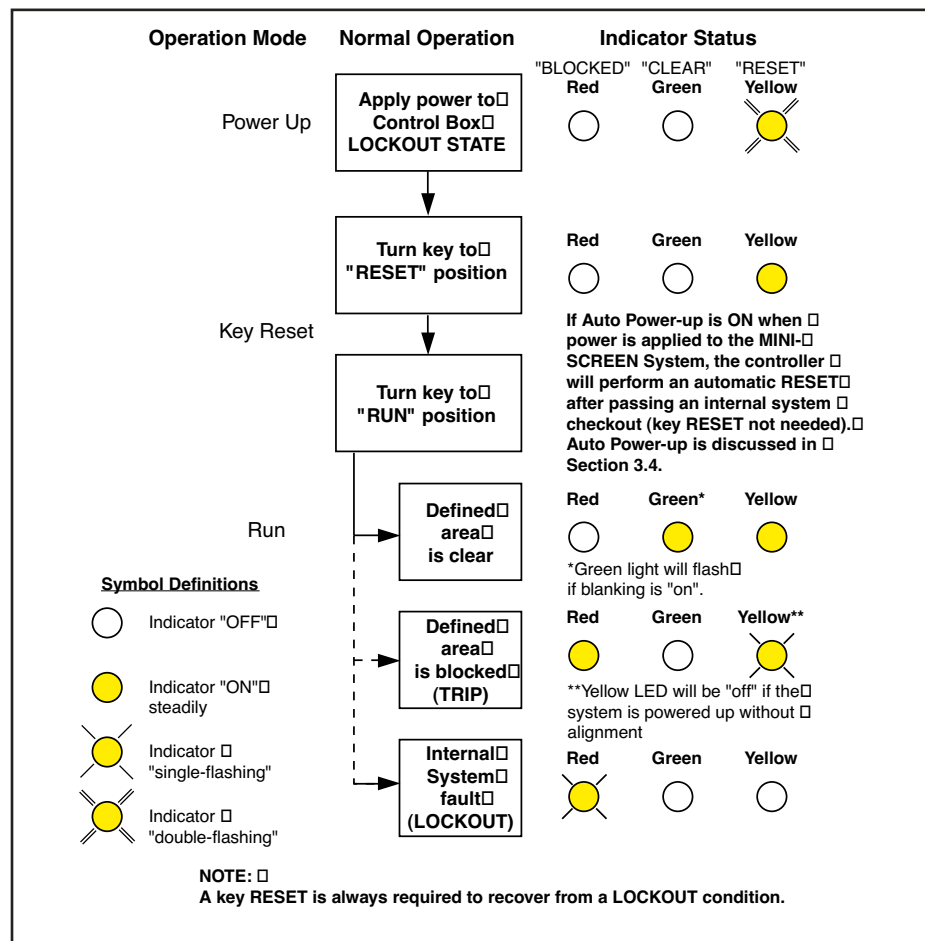 Operation Mode Normal Operation Indicator Status
"BLOCKED" "CLEAR" "RESET"
Red Green Yellow
Power Up
Apply power to□
Control Box□
LOCKOUT STATE
Turn key to□
"RESET" position
Red Green Yellow
Key Reset
If Auto Power-up is ON when □
power is applied to the MINI-□
SCREEN System, the controller □
will perform an automatic RESET□
after passing an internal system □
checkout (key RESET not needed).□
Auto Power-up is discussed in □
Section 3.4.
Turn key to□
"RUN" position
Run
Defined□
area□
is clear
Red Green* Yellow
*Green light will flash□
if blanking is "on".
Defined□
area□
is blocked□
(TRIP)
Red Green Yellow**
**Yellow LED will be "off" if the□
system is powered up without □
alignment
Internal□
System□
fault□
(LOCKOUT)
Red Green Yellow
Symbol Definitions
Indicator "OFF"□
Indicator "ON"□
steadily
Indicator □
"single-flashing"
Indicator □
"double-flashing"
NOTE: □
A key RESET is always required to recover from a LOCKOUT condition.